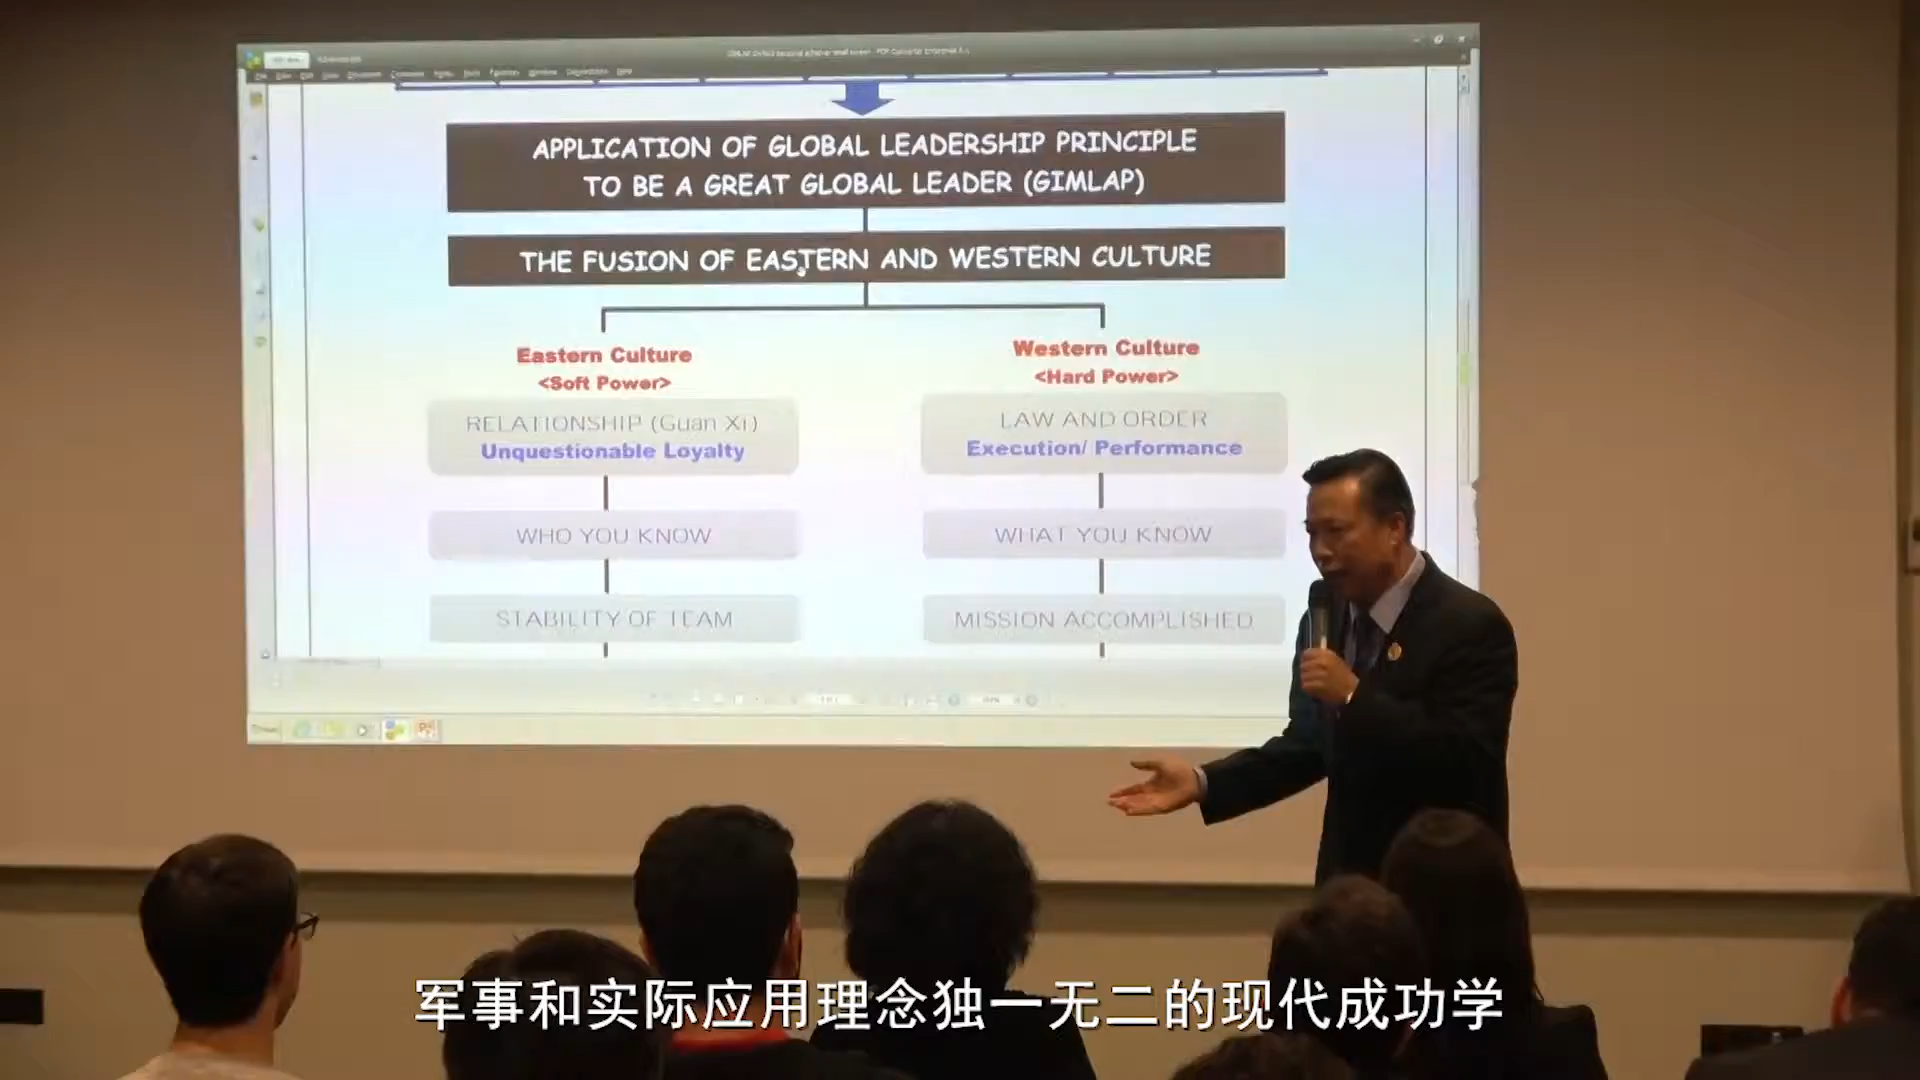 APPLICATION OF GLOBAL LEADERSHIP PRINCIPLE
TO BE A GREAT GLOBAL LEADER (GIMLAP)
THE FUSION OF EASTERN AND WESTERN CULTURE
Eastern Culture
<Soft Power>
RELATIONSHIP (Guan Xi)
Unquestionable Loyalty
WHO YOU KNOW
STABILITY OF TEAM
Western Culture
<Hard Power>
LAW AND ORDER
Execution/ Performance
WHAT YOU KNOW
MISSION ACCOMPLISHED
军事和实际应用理念独一无二的现代成功学